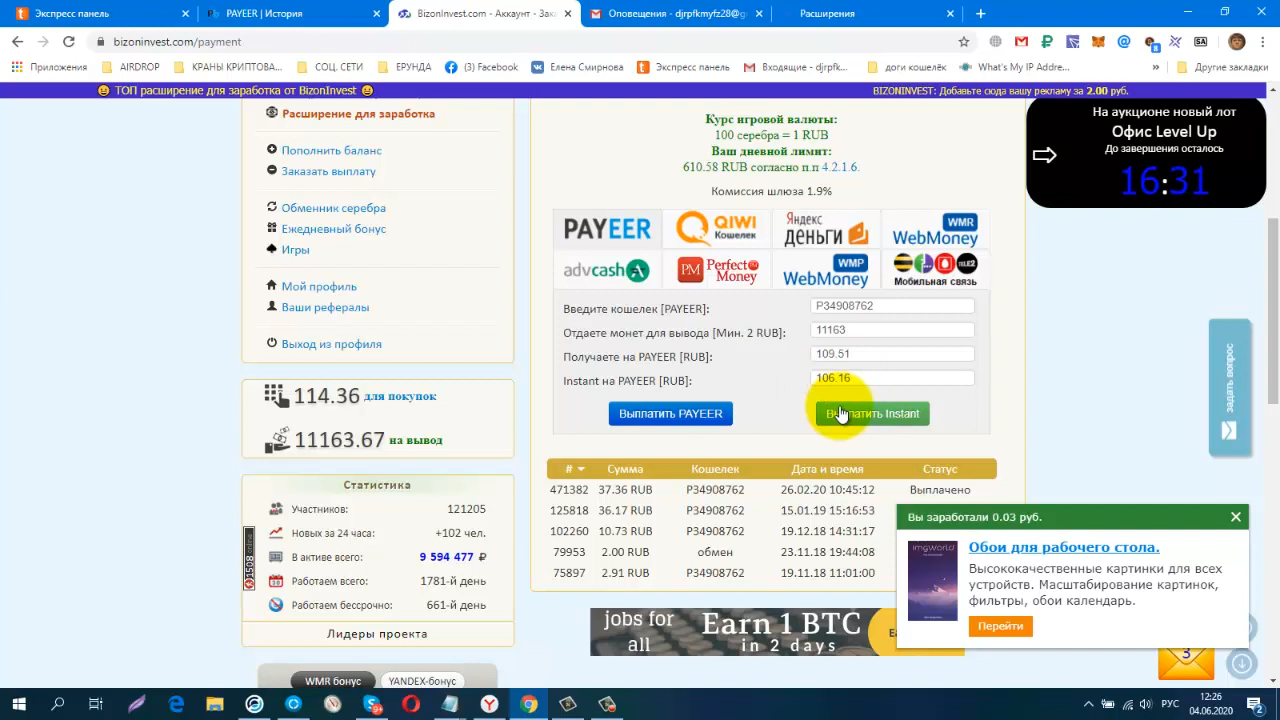 Экспресс панель
PAYEER | История
BizonInvest.com - Аккаунт - Зак
Оповещения - djrpfkmyfz28@g
Расширения
bizoninvest.com/payment
Приложения
AIRDROP
КРАНЫ КРИПТОВА...
СОЦ. СЕТИ
ЕРУНДА
(3) Facebook
Елена Смирнова
Экспресс панель
Входящие - djrpfk...
доги кошелёк
What's My IP Addre...
Другие закладки
ТОП расширение для заработка от BizonInvest
BIZONINVEST: Добавьте сюда вашу рекламу за 2.00 руб.
Расширение для заработка
Пополнить баланс
Заказать выплату
Обменник серебра
Ежедневный бонус
Игры
Мой профиль
Ваши рефералы
Выход из профиля
114.36 для покупок
11163.67 на вывод
Статистика
Участников: 121205
Новых за 24 часа: +102 чел.
В активе всего: 9 594 477 ₽
Работаем всего: 1781-й день
Работаем бессрочно: 661-й день
Лидеры проекта
WMR бонус
YANDEX-бонус
1508 online
Курс игровой валюты:
100 серебра = 1 RUB
Ваш дневной лимит:
610.58 RUB согласно п.п 4.2.1.6.
Комиссия шлюза 1.9%
PAYEER
QIWI Кошелек
Яндекс деньги
WMR WebMoney
advcash
PM Perfect Money
WMP WebMoney
TELE2
Мобильная связь
Введите кошелек [PAYEER]: P34908762
Отдаете монет для вывода [Мин. 2 RUB]: 11163
Получаете на PAYEER [RUB]: 109.51
Instant на PAYEER [RUB]: 106.16
Выплатить PAYEER
Выплатить Instant
# Сумма Кошелек Дата и время Статус
471382 37.36 RUB P34908762 26.02.20 10:45:12 Выплачено
125818 36.17 RUB P34908762 15.01.19 15:16:53
102260 10.73 RUB P34908762 19.12.18 14:31:17
79953 2.00 RUB обмен 23.11.18 19:44:08
75897 2.91 RUB P34908762 19.11.18 11:01:00
jobs for all
Earn 1 BTC
in 2 days
На аукционе новый лот
Офис Level Up
До завершения осталось
16:31
задать вопрос
Вы заработали 0.03 руб.
imgworld
Обои для рабочего стола.
Высококачественные картинки для всех
устройств. Масштабирование картинок,
фильтры, обои календарь.
Перейти
3
РУС
12:26
04.06.2020